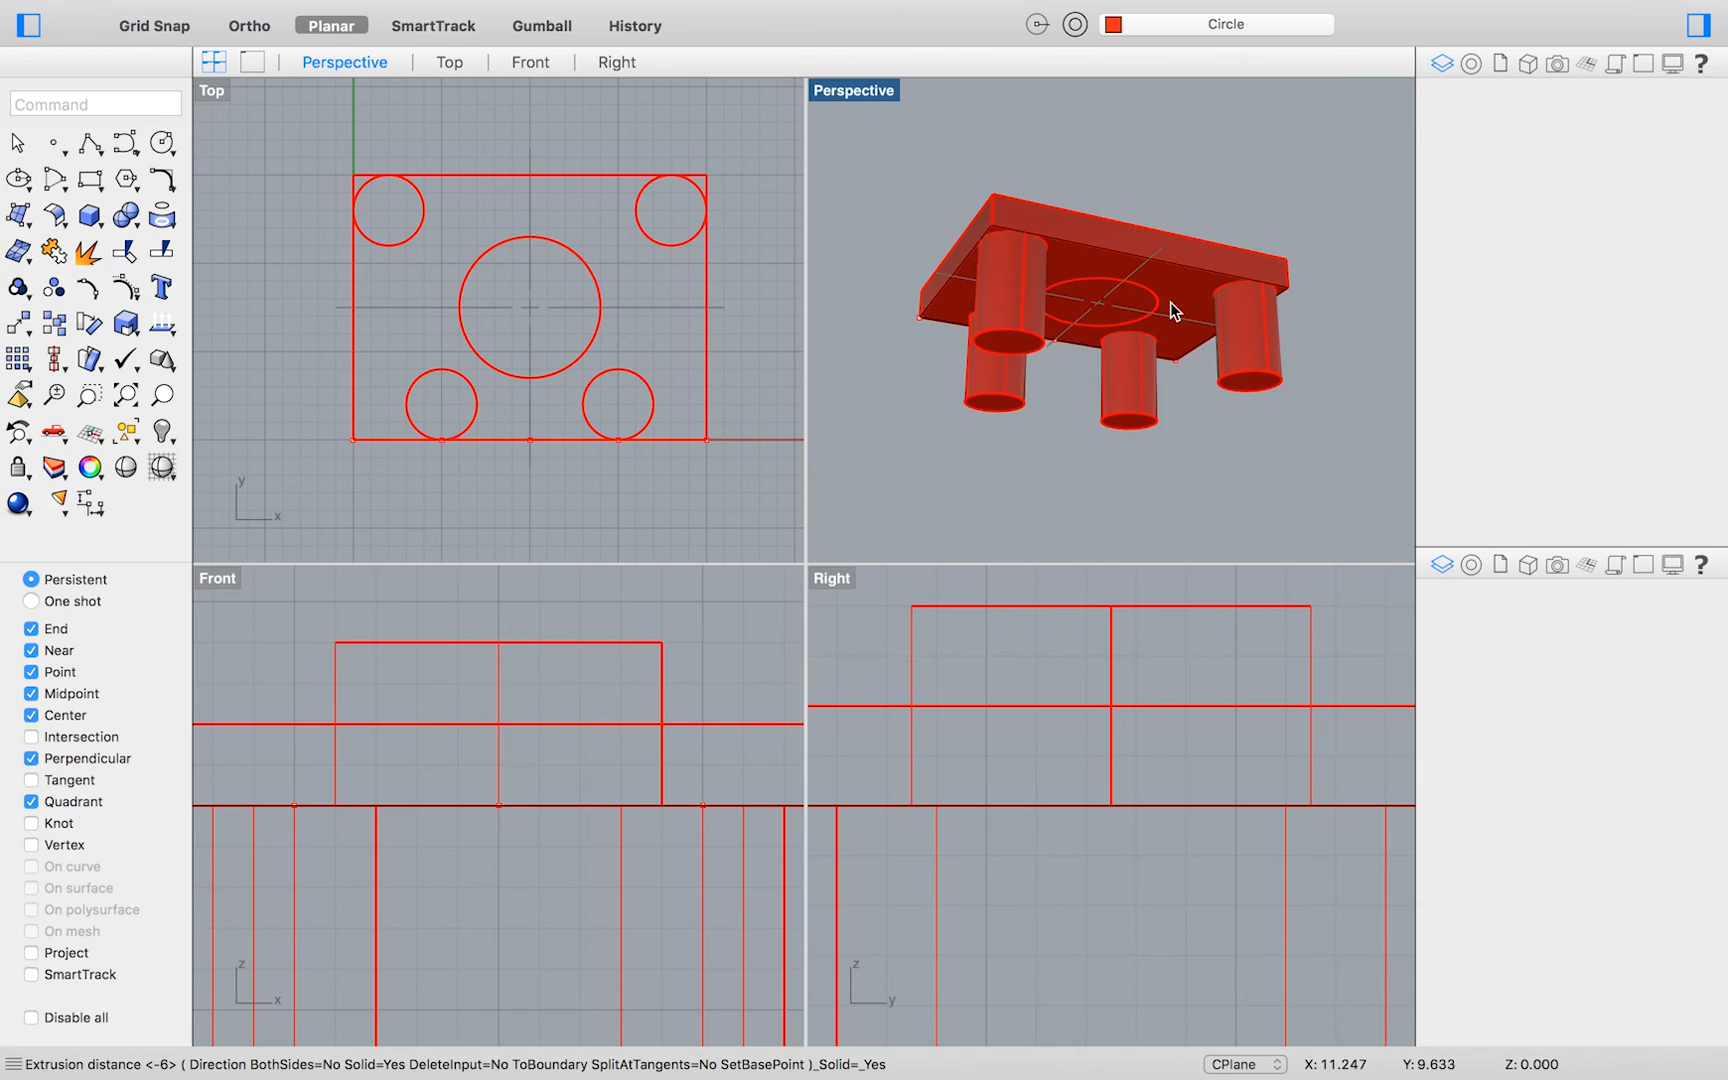 Grid Snap Ortho Planar SmartTrack Gumball History Circle
Perspective Top Front Right
Command
Top
Perspective
y
x
Persistent
One shot
End
Near
Point
Midpoint
Center
Intersection
Perpendicular
Tangent
Quadrant
Knot
Vertex
On curve
On surface
On polysurface
On mesh
Project
SmartTrack
Disable all
Front
z
x
Right
z
y
Extrusion distance <-6> ( Direction BothSides=No Solid=Yes DeleteInput=No ToBoundary SplitAtTangents=No SetBasePoint )_Solid=_Yes
CPlane X: 11.247 Y: 9.633 Z: 0.000